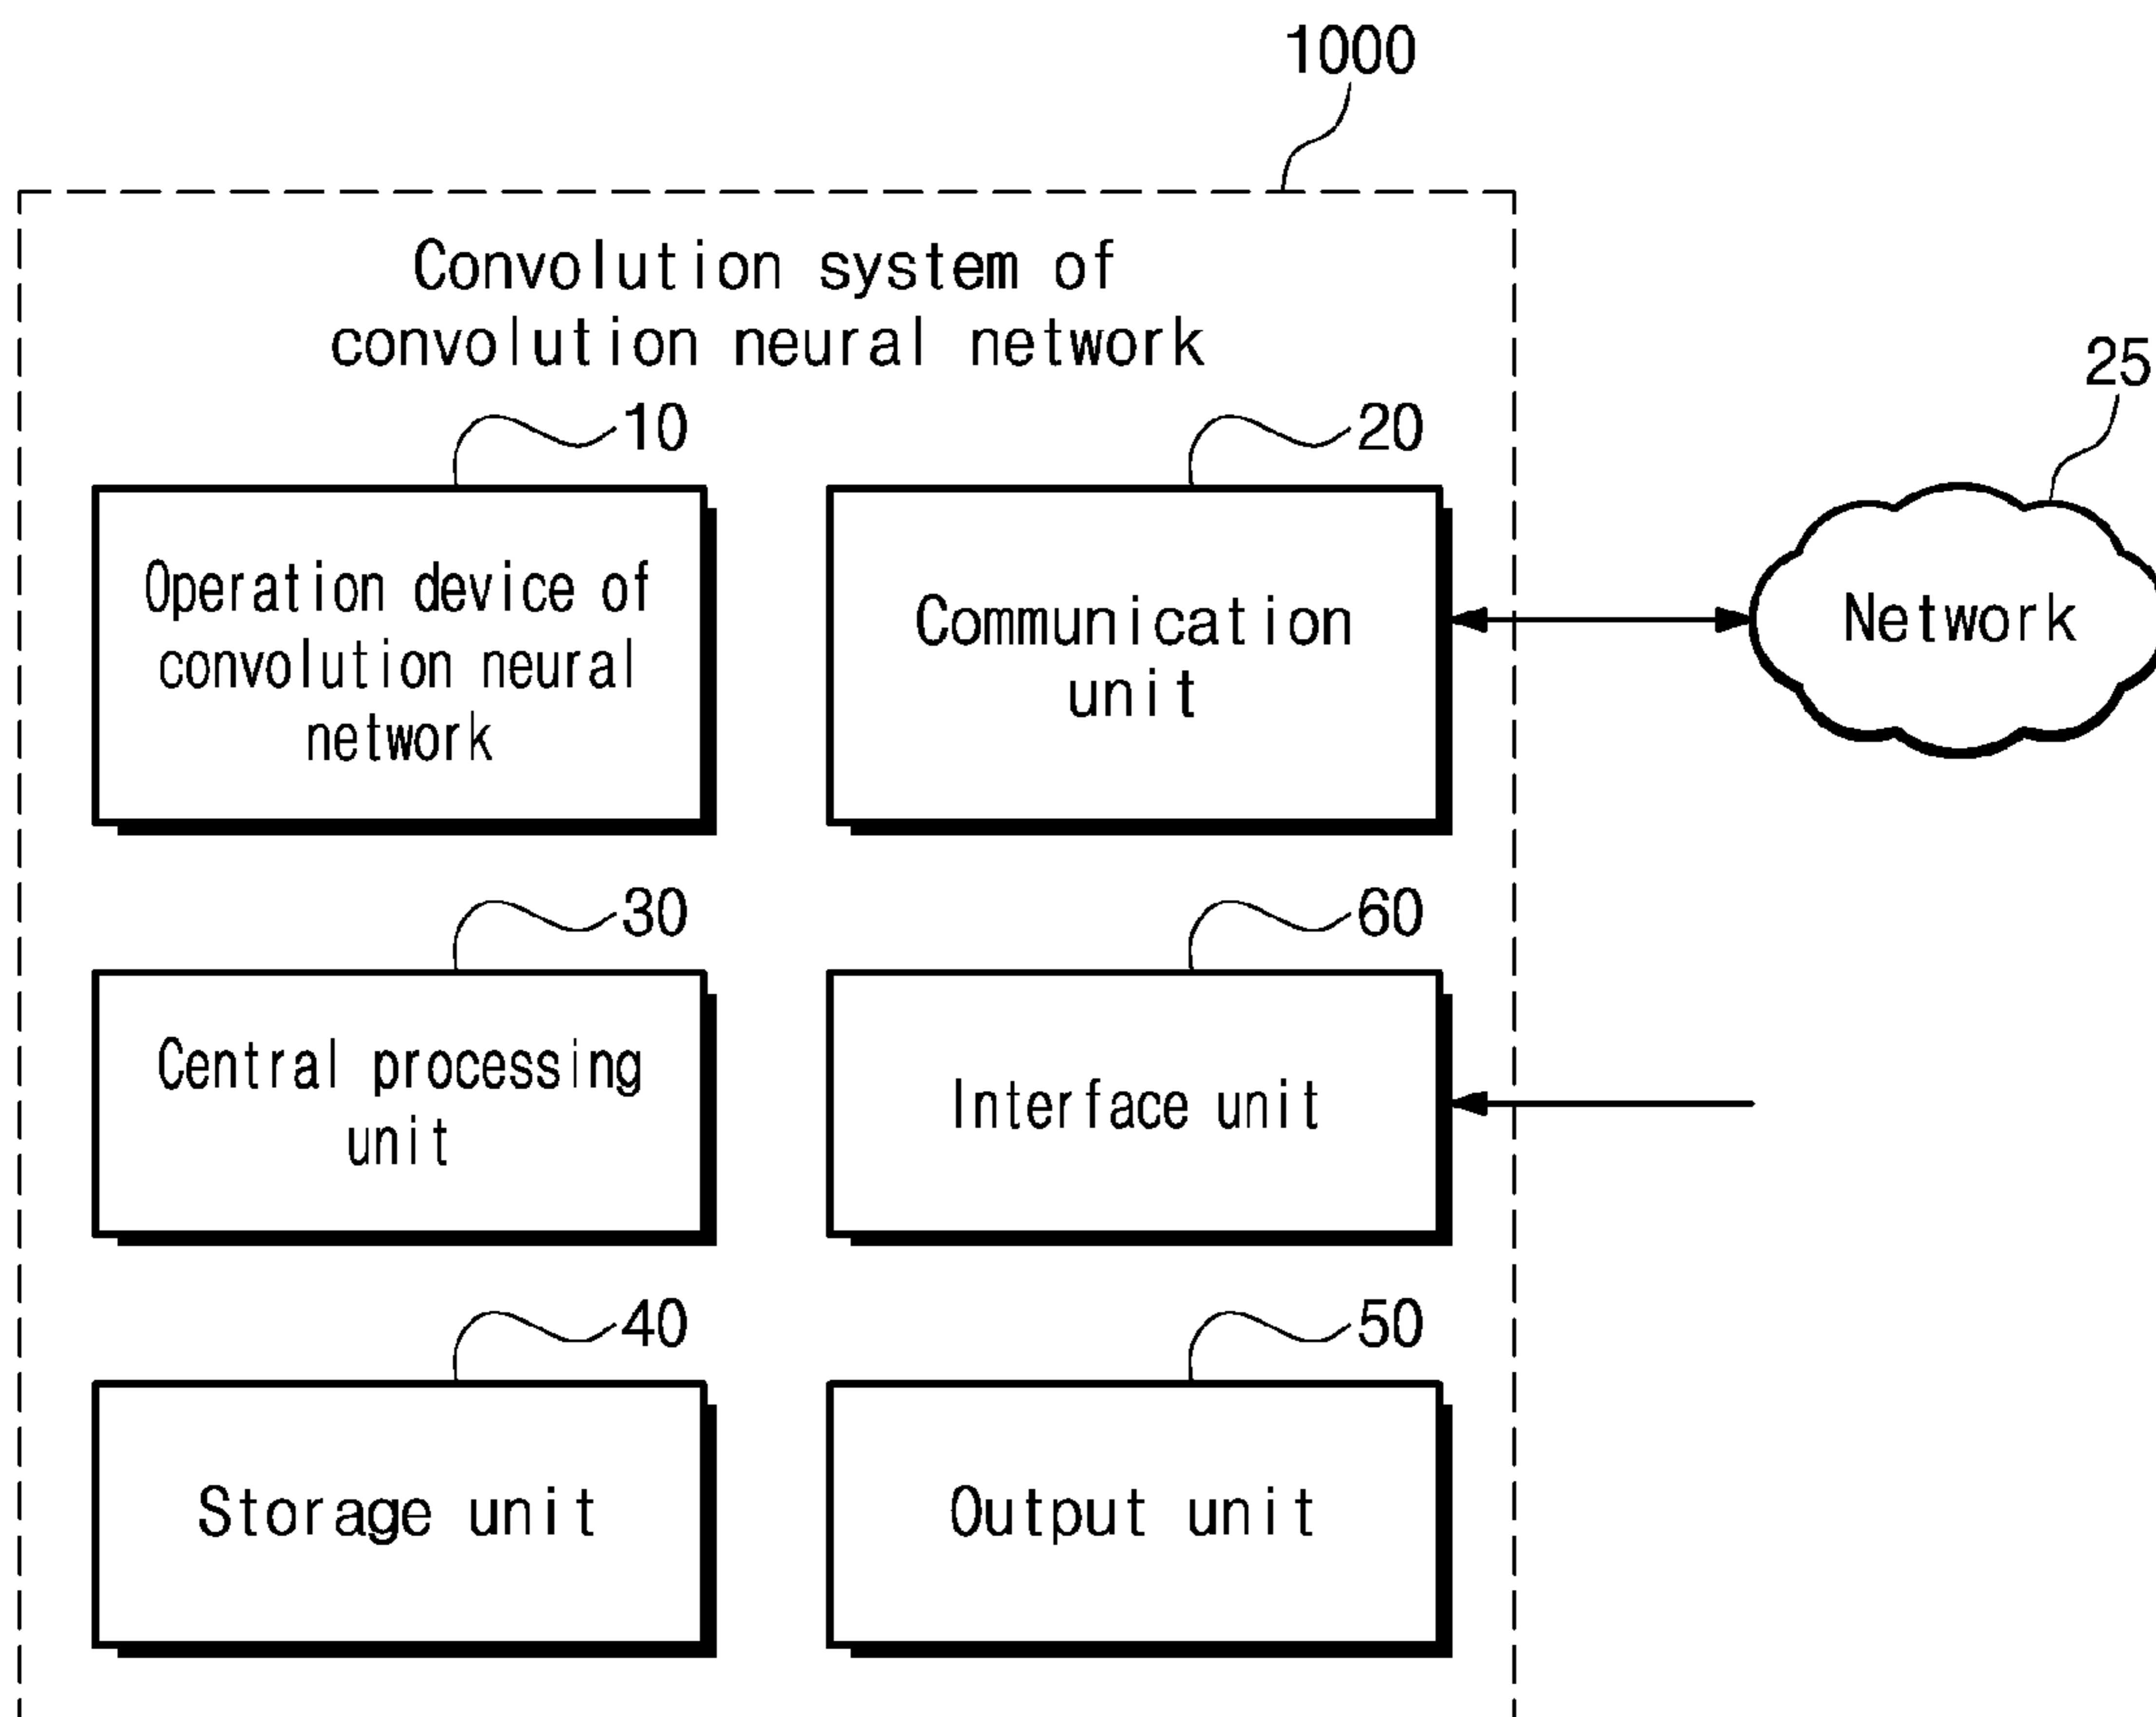 1000
Convolution system of
convolution neural network
25
10
20
Operation device of
convolution neural
network
Communication
unit
Network
30
60
Central processing
unit
Interface unit
40
50
Storage unit
Output unit